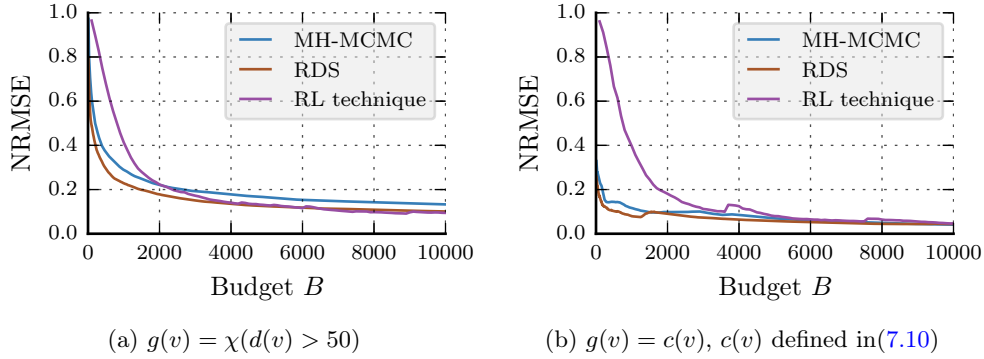 1.0
0.8
0.6
0.4
0.2
0.0
NRMSE
MH-MCMC
RDS
RL technique
0 2000 4000 6000 8000 10000
Budget B
(a) g(v) = χ(d(v) > 50)
1.0
0.8
0.6
0.4
0.2
0.0
NRMSE
MH-MCMC
RDS
RL technique
0 2000 4000 6000 8000 10000
Budget B
(b) g(v) = c(v), c(v) defined in(7.10)